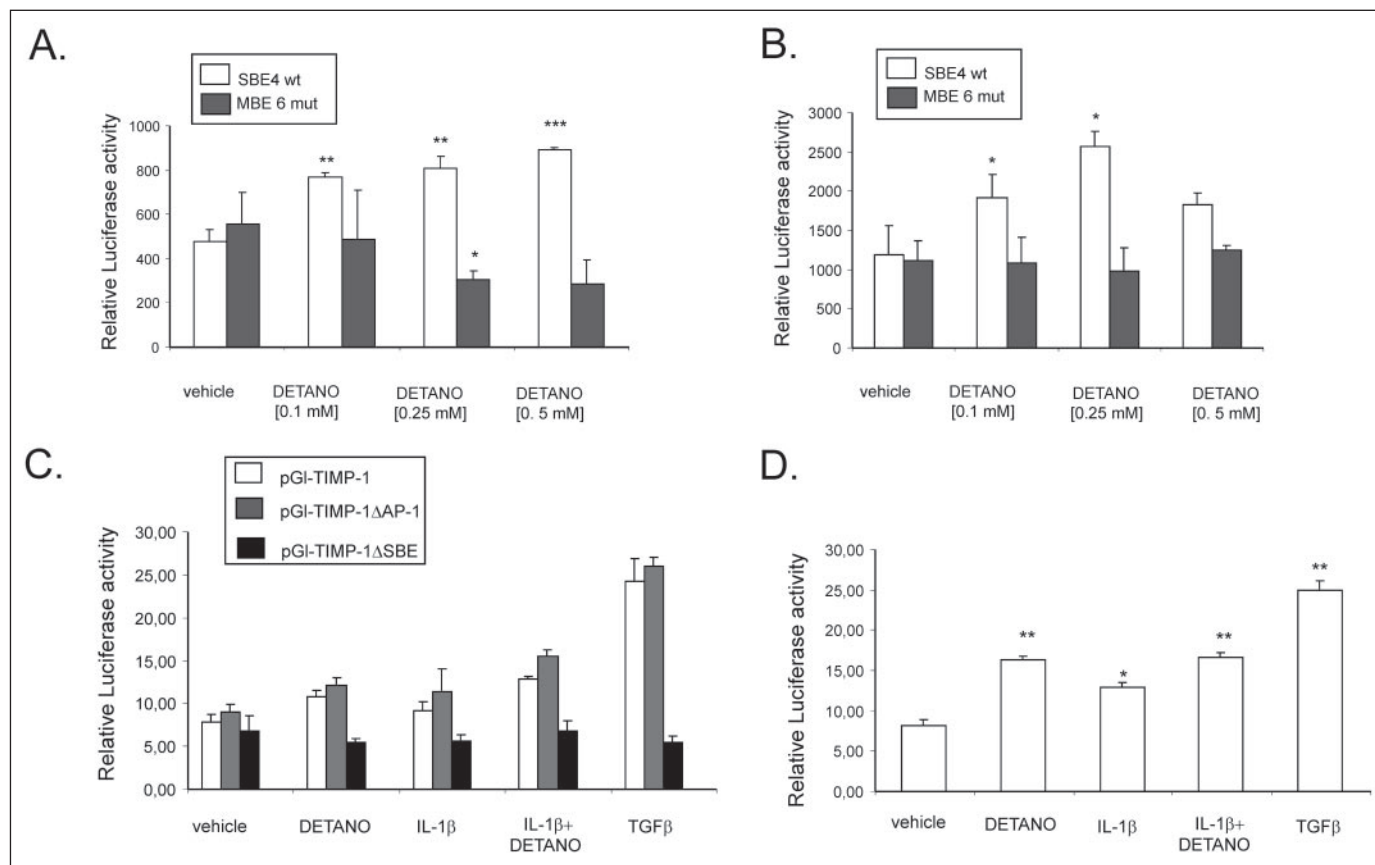 A.
SBE4 wt
MBE 6 mut
Relative Luciferase activity
1000
800
600
400
200
0
**
**
***
*
vehicle
DETANO
[0.1 mM]
DETANO
[0.25 mM]
DETANO
[0. 5 mM]
B.
SBE4 wt
MBE 6 mut
Relative Luciferase activity
3000
2500
2000
1500
1000
500
0
*
*
vehicle
DETANO
[0.1 mM]
DETANO
[0.25 mM]
DETANO
[0. 5 mM]
C.
pGl-TIMP-1
pGl-TIMP-1ΔAP-1
pGl-TIMP-1ΔSBE
Relative Luciferase activity
30,00
25,00
20,00
15,00
10,00
5,00
0,00
vehicle
DETANO
IL-1β
IL-1β+
DETANO
TGFβ
D.
Relative Luciferase activity
30,00
25,00
20,00
15,00
10,00
5,00
0,00
**
*
**
**
vehicle
DETANO
IL-1β
IL-1β+
DETANO
TGFβ